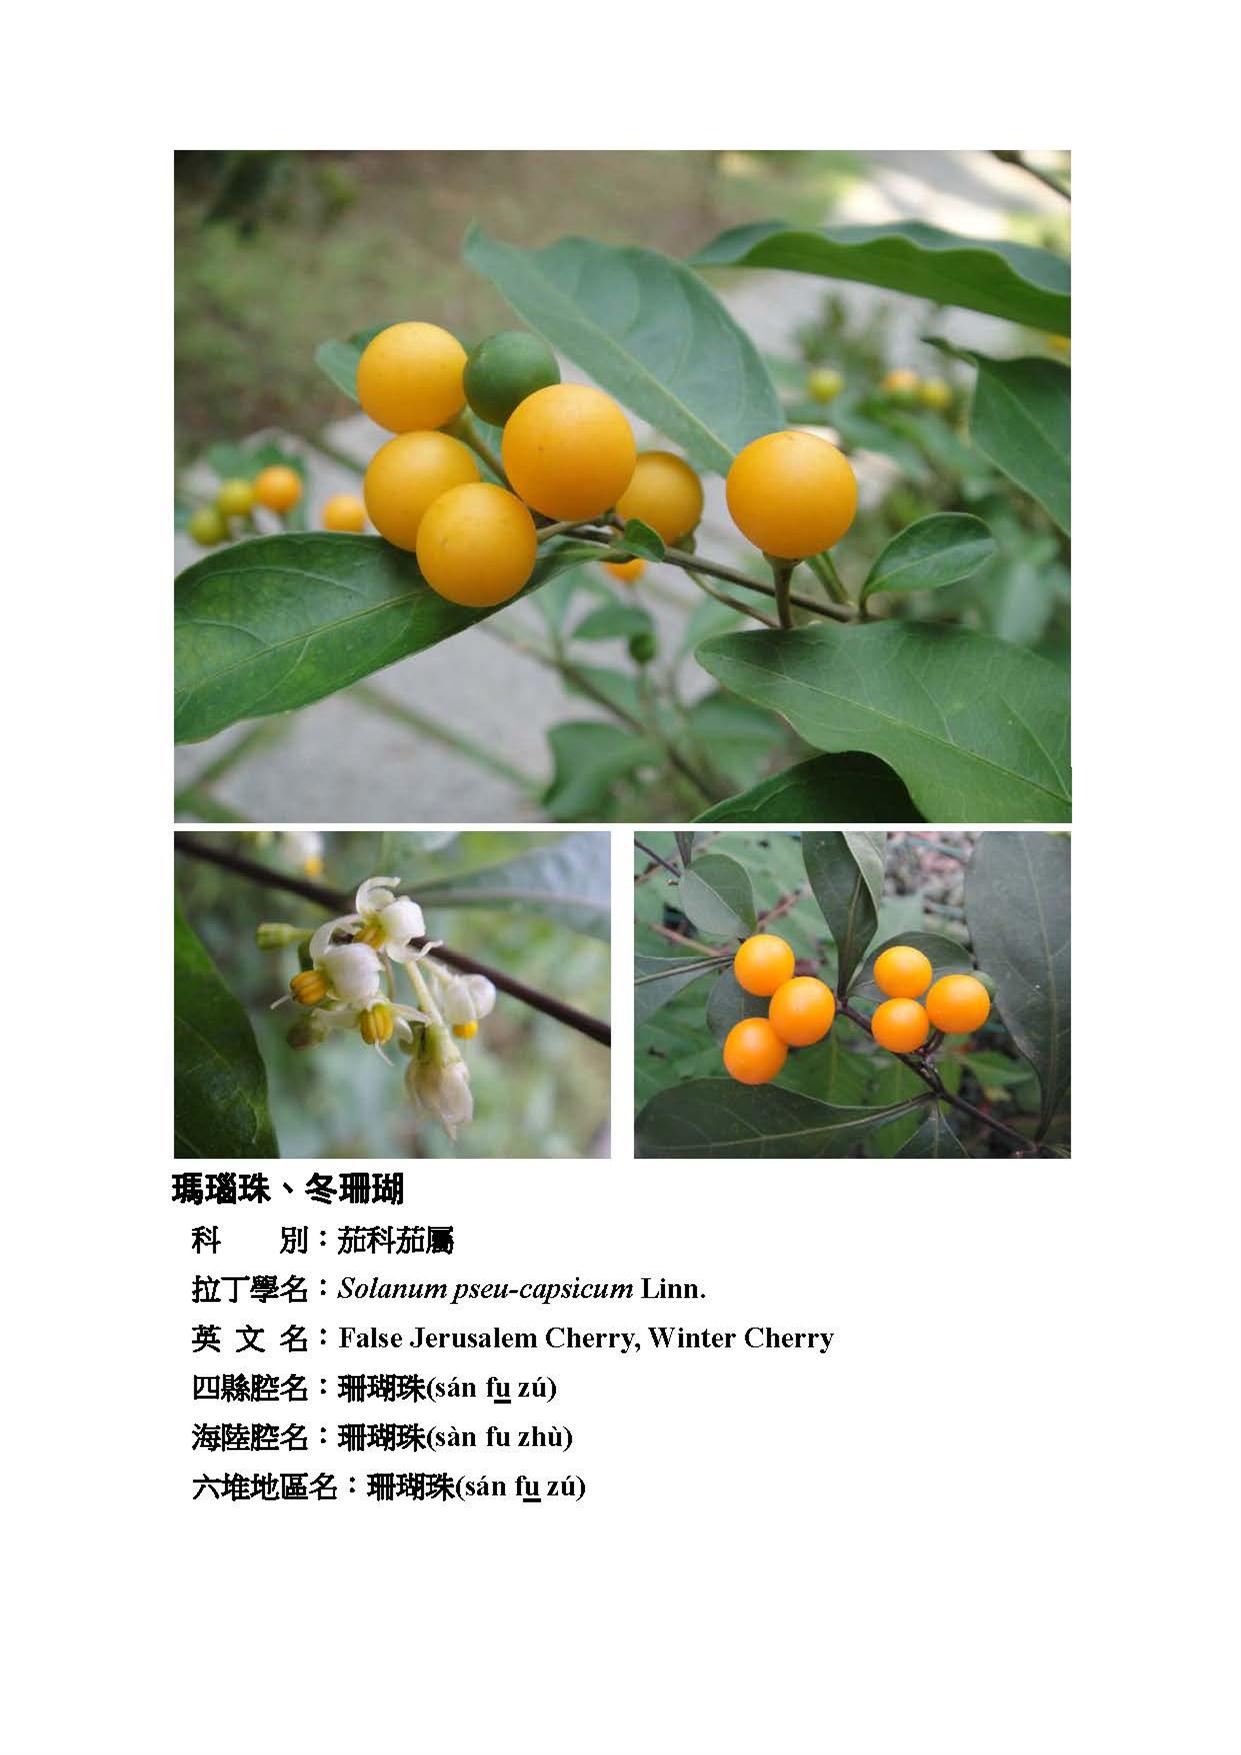 瑪瑙珠、冬珊瑚
科　　別：茄科茄屬
拉丁學名：Solanum pseu-capsicum Linn.
英 文 名：False Jerusalem Cherry, Winter Cherry
四縣腔名：珊瑚珠(sán fu zú)
海陸腔名：珊瑚珠(sàn fu zhù)
六堆地區名：珊瑚珠(sán fu zú)